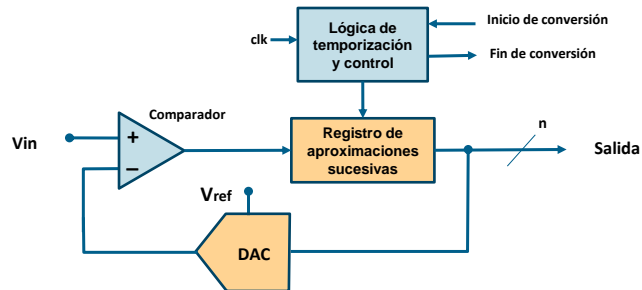 Lógica de
temporización
y control
clk
Inicio de conversión
Fin de conversión
Comparador
Vin
+
−
Registro de
aproximaciones
sucesivas
n
Salida
Vref
DAC